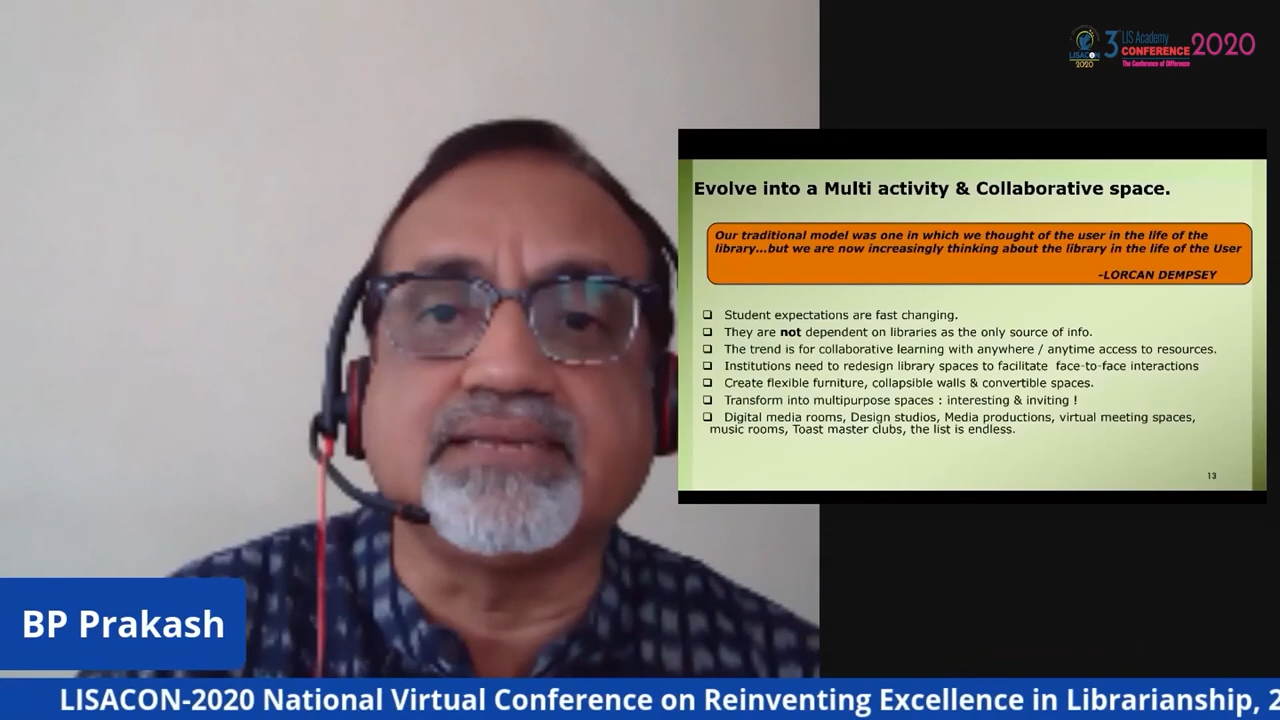 3rd LIS Academy
CONFERENCE 2020
The Conference of Difference
LISACON
2020
Evolve into a Multi activity & Collaborative space.
Our traditional model was one in which we thought of the user in the life of the
library...but we are now increasingly thinking about the library in the life of the User
–LORCAN DEMPSEY
❑ Student expectations are fast changing.
❑ They are not dependent on libraries as the only source of info.
❑ The trend is for collaborative learning with anywhere / anytime access to resources.
❑ Institutions need to redesign library spaces to facilitate face-to-face interactions
❑ Create flexible furniture, collapsible walls & convertible spaces.
❑ Transform into multipurpose spaces : interesting & inviting !
❑ Digital media rooms, Design studios, Media productions, virtual meeting spaces,
music rooms, Toast master clubs, the list is endless.
13
BP Prakash
LISACON-2020 National Virtual Conference on Reinventing Excellence in Librarianship, 2